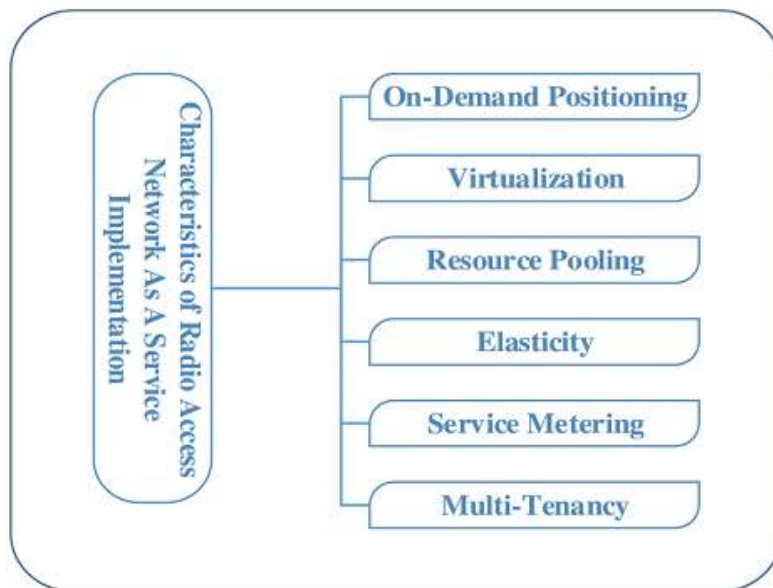 Characteristics of Radio Access
Network As A Service
Implementation
On-Demand Positioning
Virtualization
Resource Pooling
Elasticity
Service Metering
Multi-Tenancy